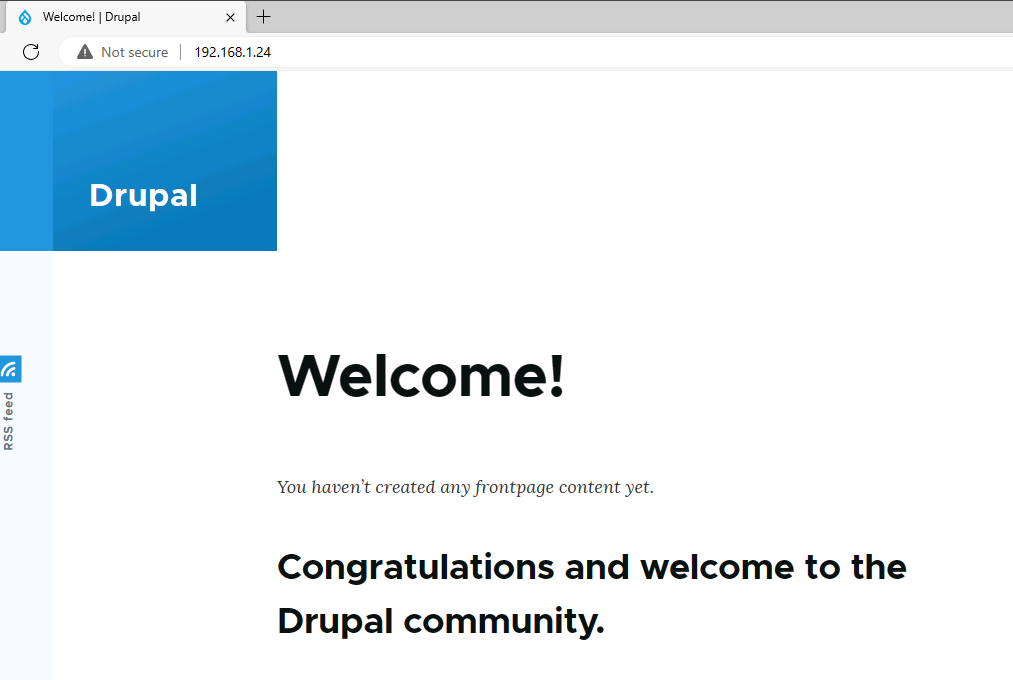 Welcome! | Drupal
Not secure | 192.168.1.24
Drupal
RSS feed
Welcome!
You haven’t created any frontpage content yet.
Congratulations and welcome to the
Drupal community.